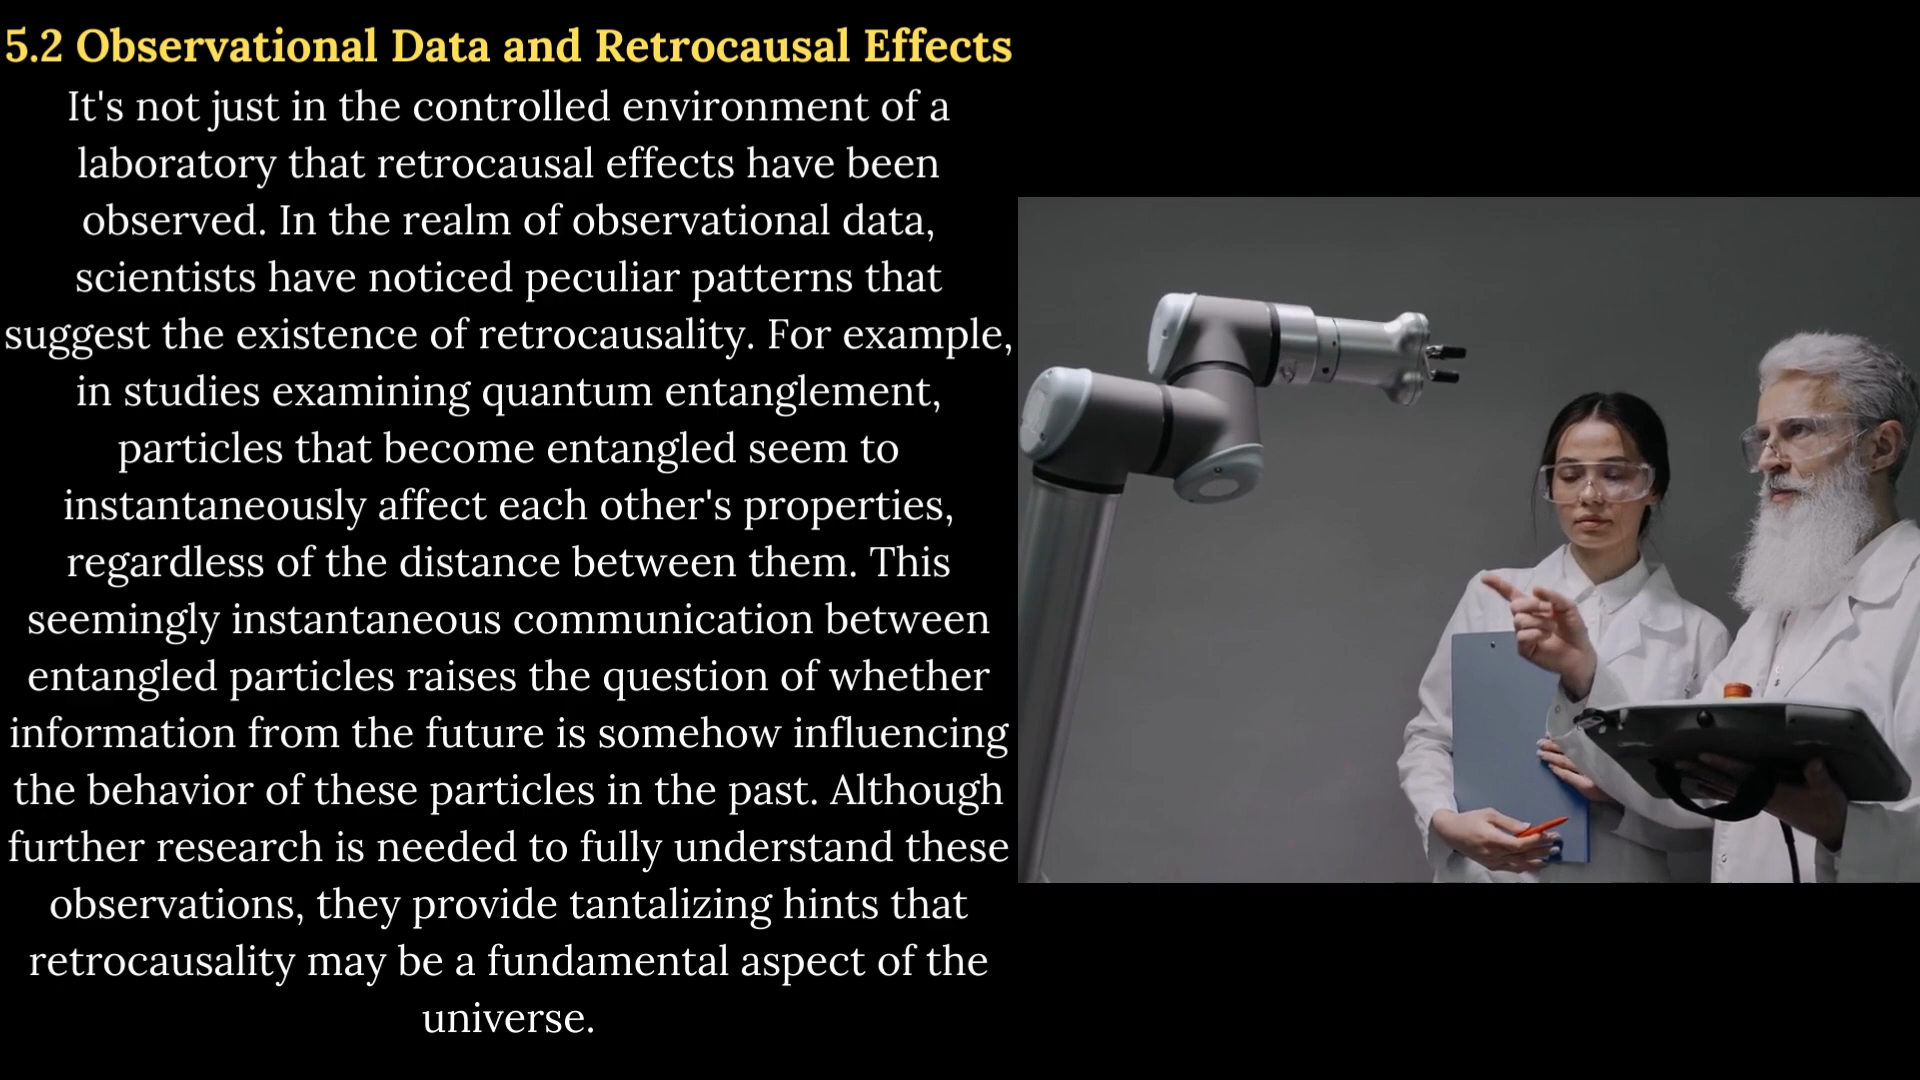 5.2 Observational Data and Retrocausal Effects
It's not just in the controlled environment of a
laboratory that retrocausal effects have been
observed. In the realm of observational data,
scientists have noticed peculiar patterns that
suggest the existence of retrocausality. For example,
in studies examining quantum entanglement,
particles that become entangled seem to
instantaneously affect each other's properties,
regardless of the distance between them. This
seemingly instantaneous communication between
entangled particles raises the question of whether
information from the future is somehow influencing
the behavior of these particles in the past. Although
further research is needed to fully understand these
observations, they provide tantalizing hints that
retrocausality may be a fundamental aspect of the
universe.